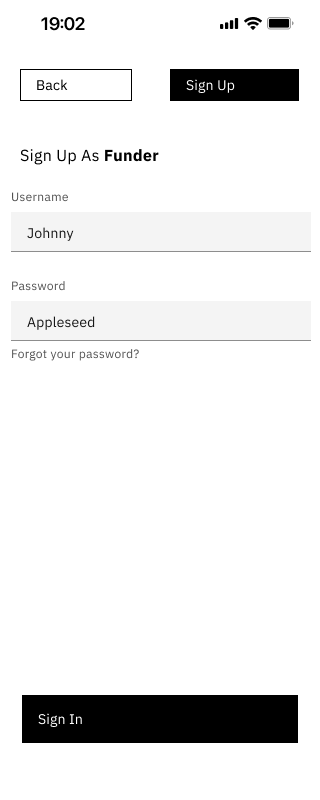 19:02
Back
Sign Up
Sign Up As Funder
Username
Johnny
Password
Appleseed
Forgot your password?
Sign In